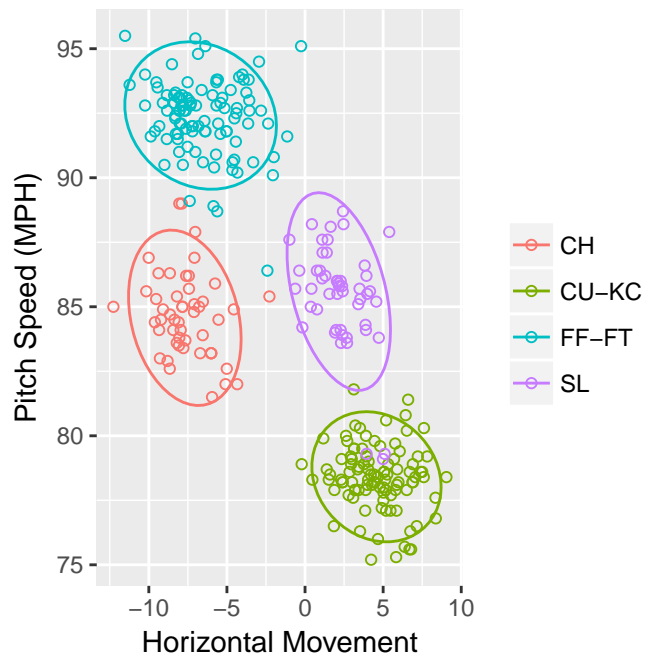 95
90
85
80
75
Pitch Speed (MPH)
−10 −5 0 5 10
Horizontal Movement
CH
CU−KC
FF−FT
SL